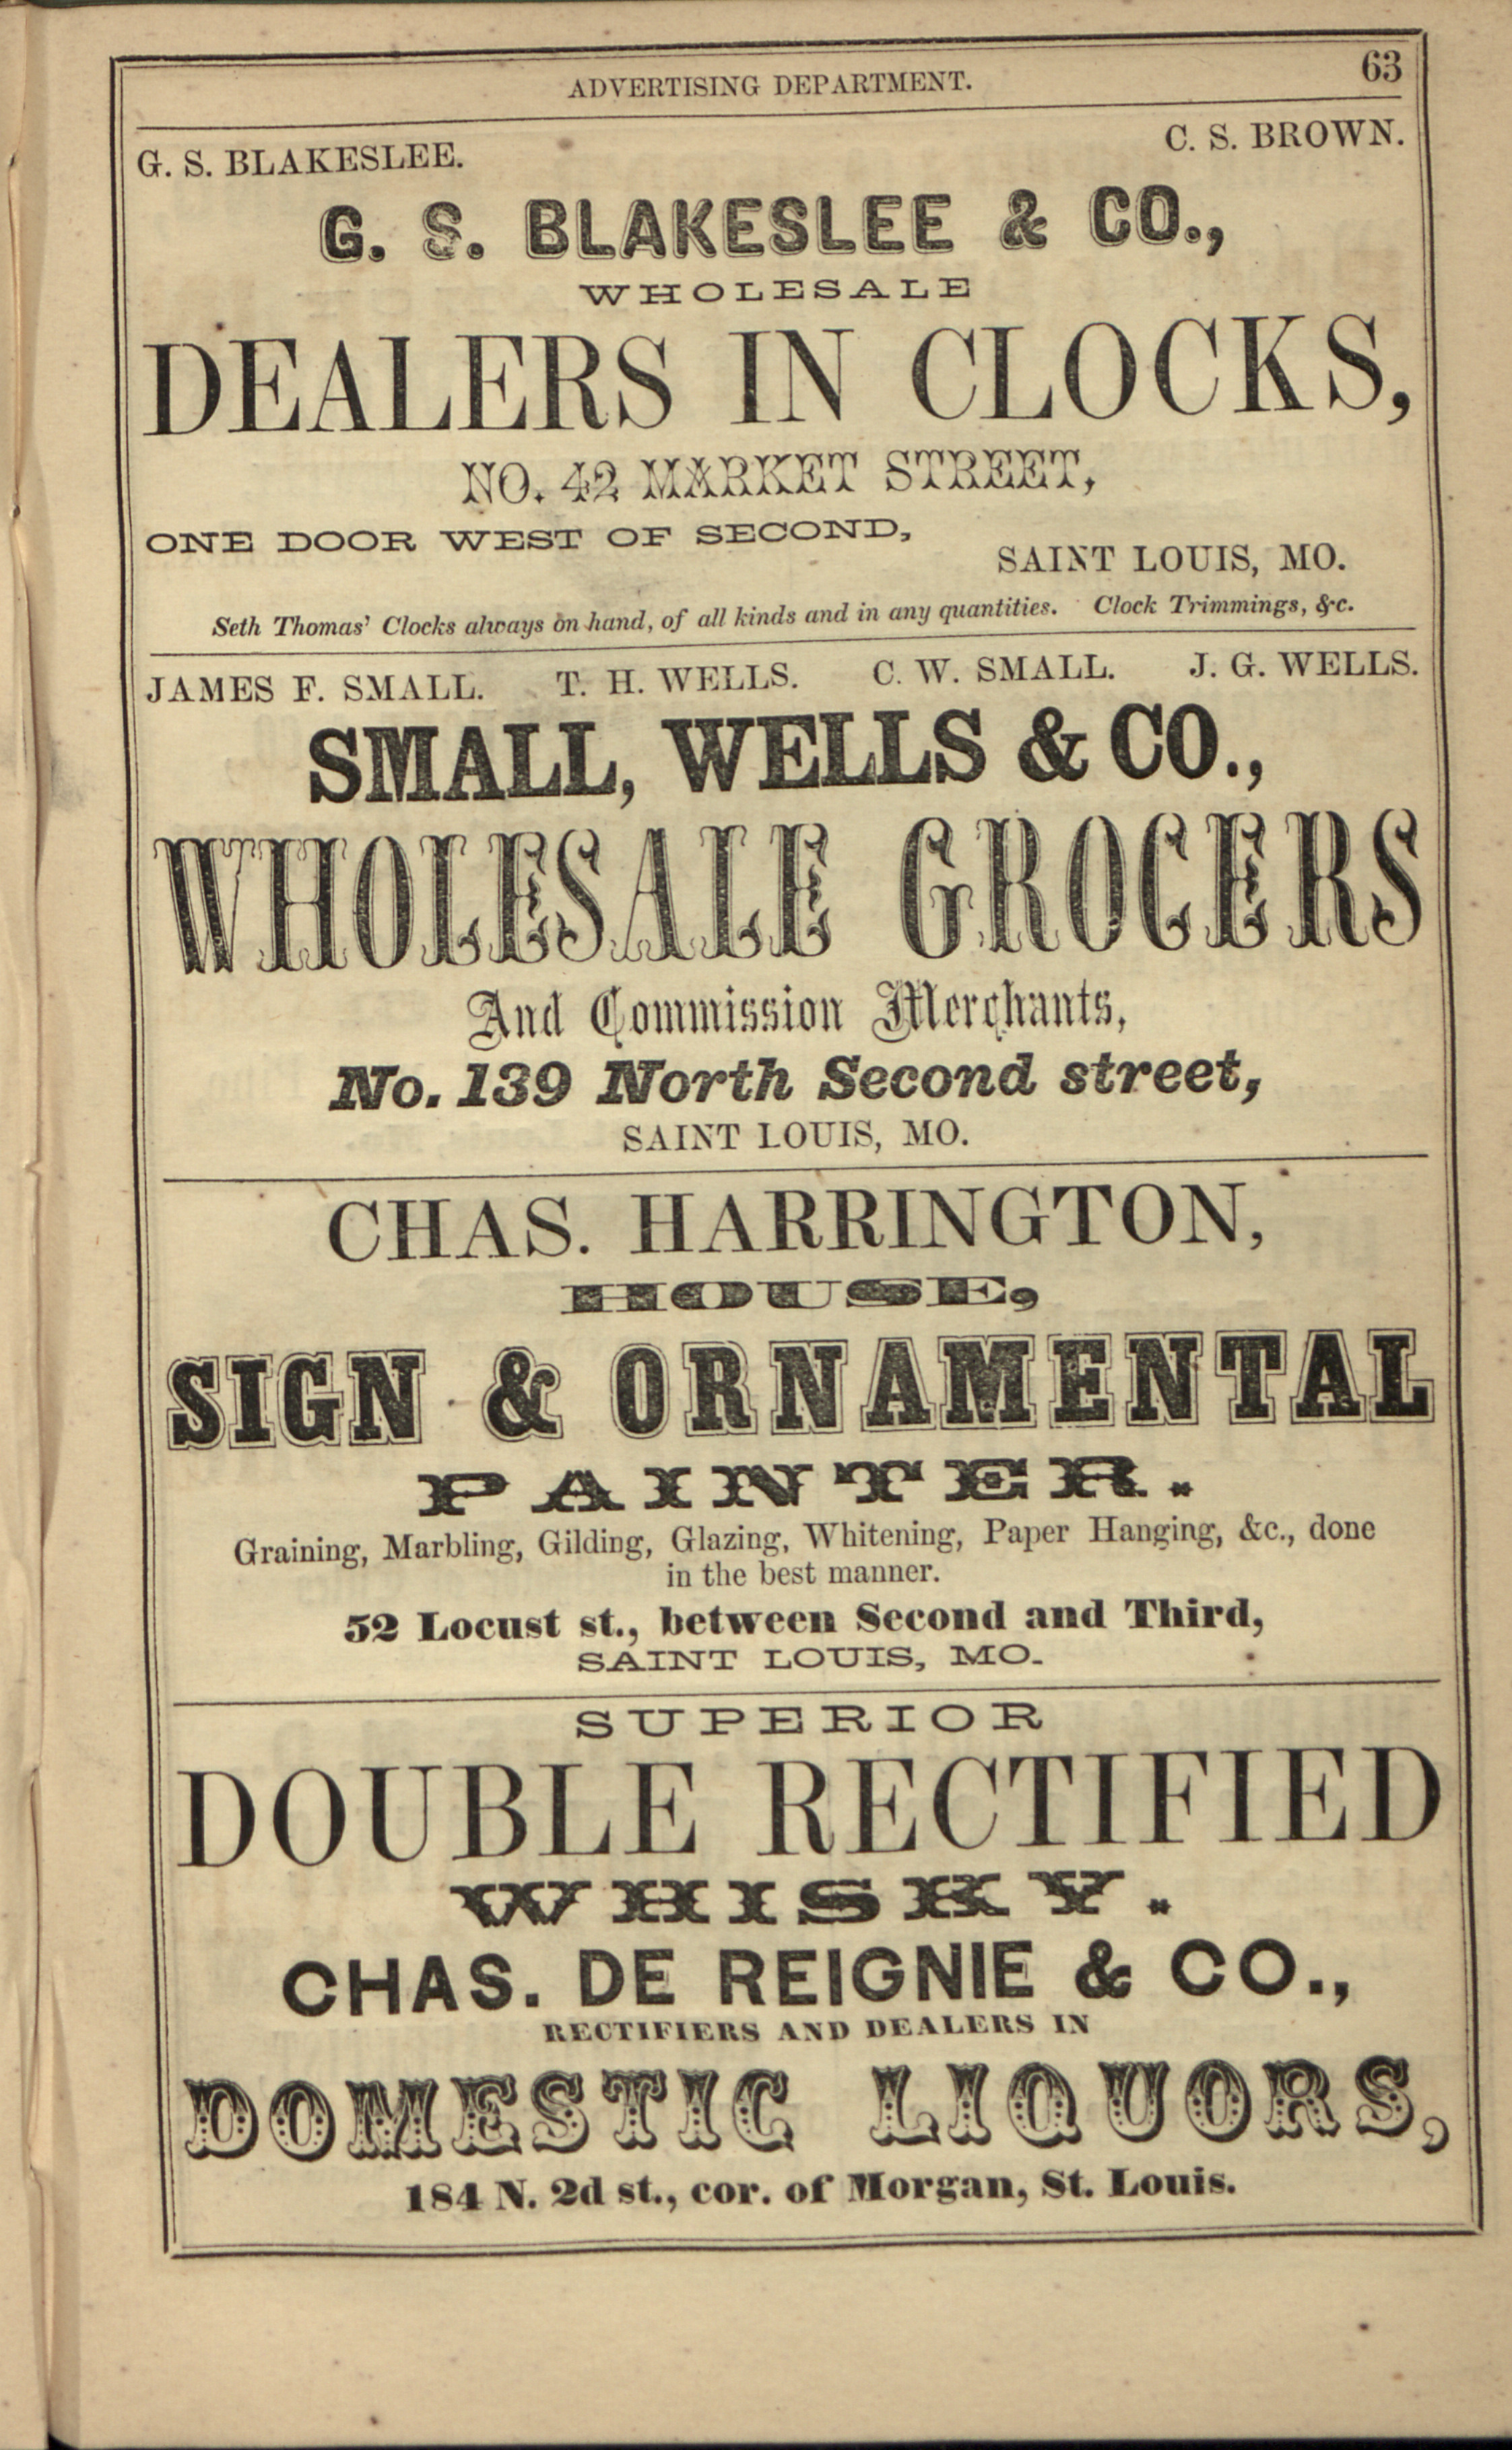 ADVERTISING DEPARTMENT. 63
G. S. BLAKESLEE. C. S. BROWN.
G. S. BLAKESLEE & CO.,
WHOLESALE
DEALERS IN CLOCKS,
NO. 42 MARKET STREET,
ONE DOOR WEST OF SECOND,
SAINT LOUIS, MO.
Seth Thomas' Clocks always on hand, of all kinds and in any quantities. Clock Trimmings, &c.
JAMES F. SMALL. T. H. WELLS. C. W. SMALL. J. G. WELLS.
SMALL, WELLS & CO.,
WHOLESALE GROCERS
And Commission Merchants,
No. 139 North Second street,
SAINT LOUIS, MO.
CHAS. HARRINGTON,
HOUSE,
SIGN & ORNAMENTAL
PAINTER.
Graining, Marbling, Gilding, Glazing, Whitening, Paper Hanging, &c., done
in the best manner.
52 Locust st., between Second and Third,
SAINT LOUIS, MO.
SUPERIOR
DOUBLE RECTIFIED
WHISKY.
CHAS. DE REIGNIE & CO.,
RECTIFIERS AND DEALERS IN
DOMESTIC LIQUORS,
184 N. 2d st., cor. of Morgan, St. Louis.